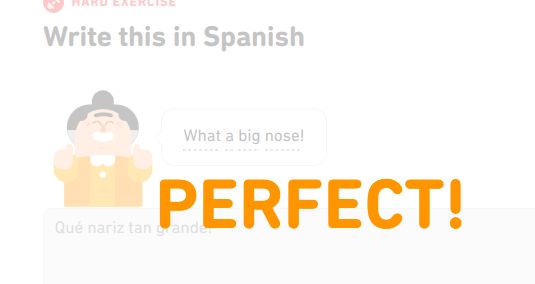 HARD EXERCISE
Write this in Spanish
What a big nose!
PERFECT!
Qué nariz tan grande!